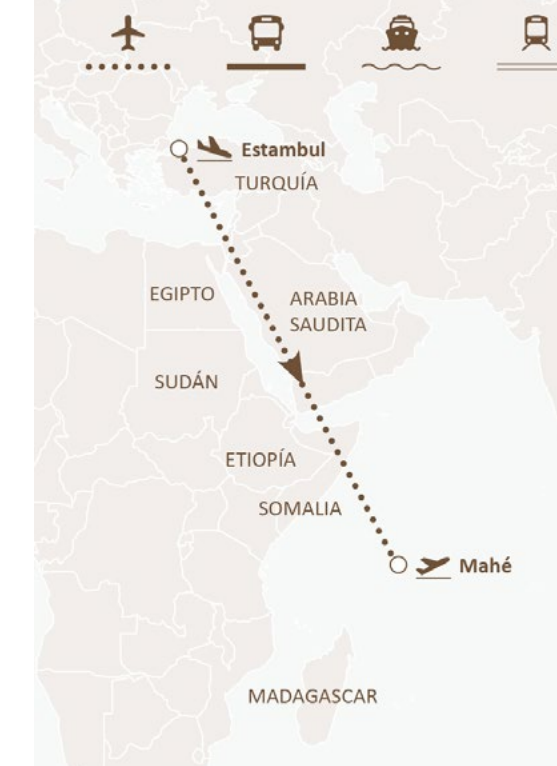 Estambul
TURQUÍA
EGIPTO
ARABIA
SAUDITA
SUDÁN
ETIOPÍA
SOMALIA
Mahé
MADAGASCAR